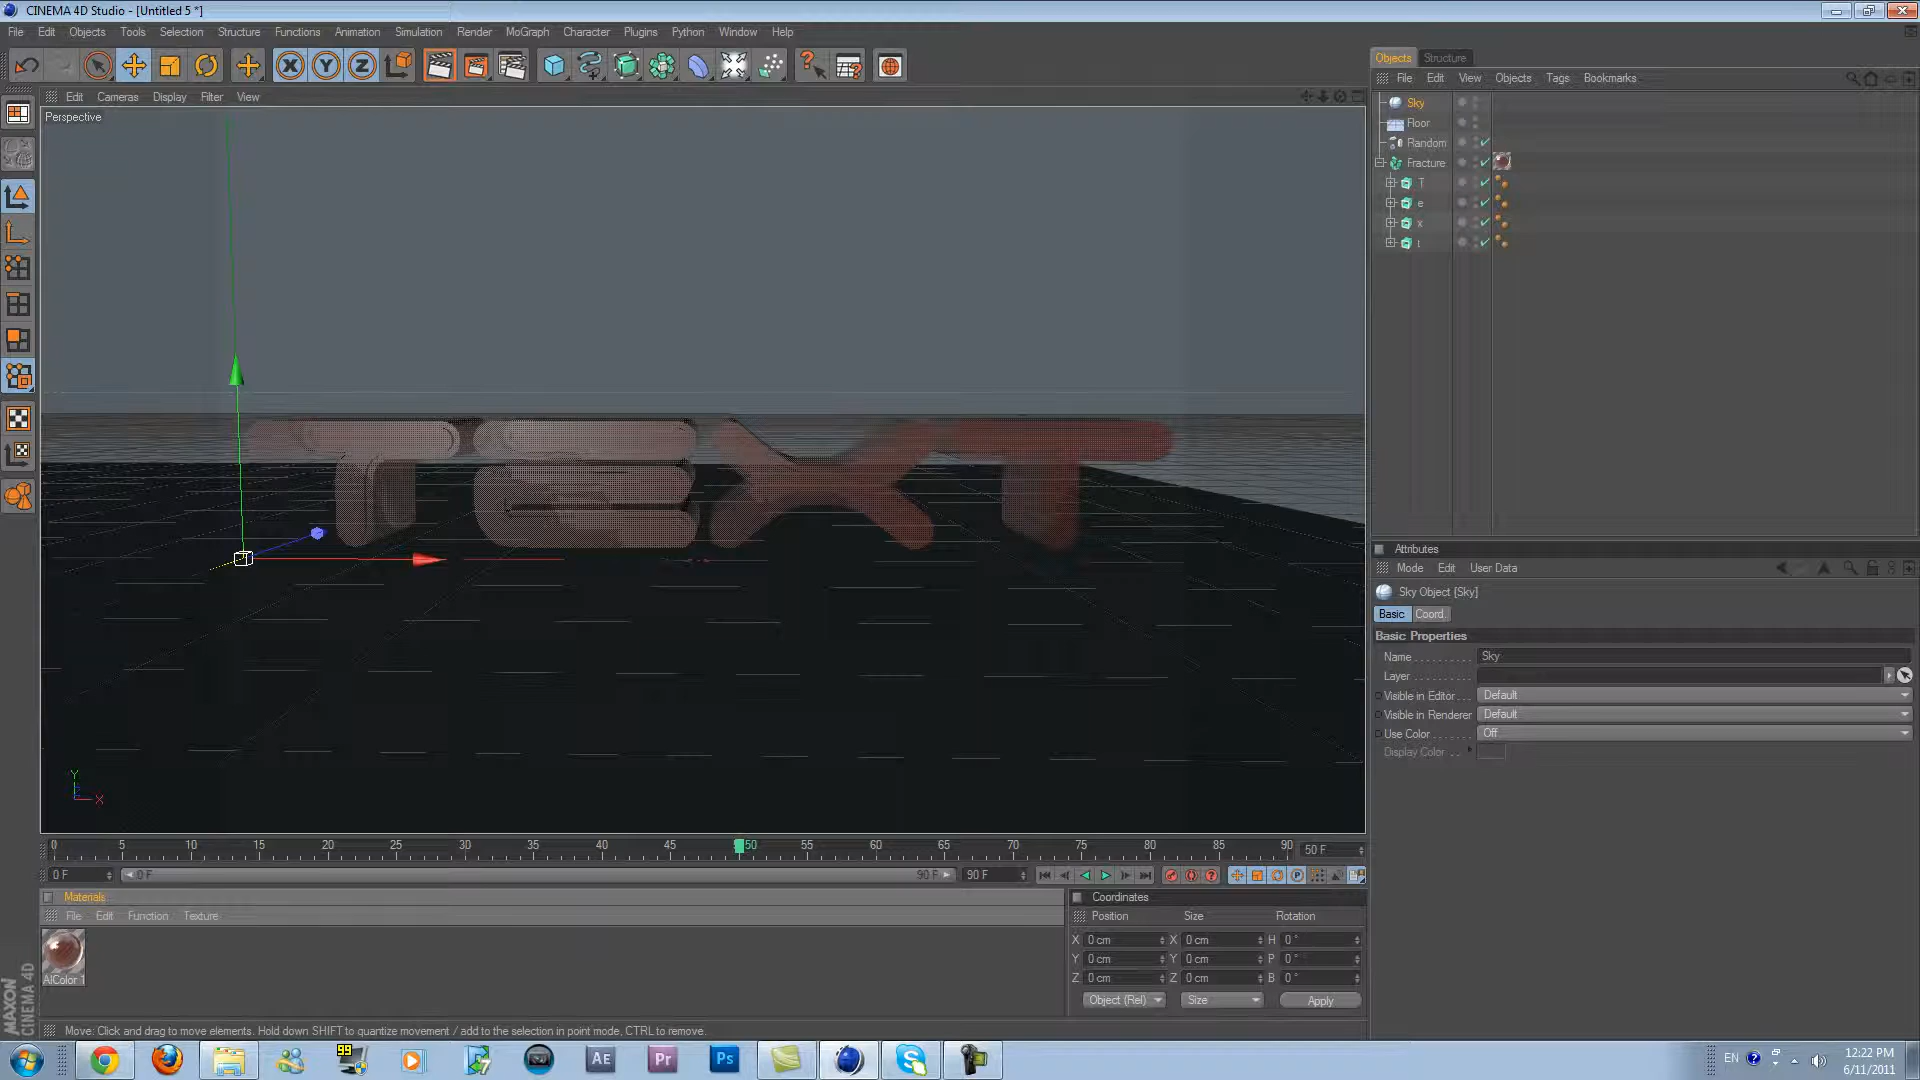 CINEMA 4D Studio - [Untitled 5 *]
File Edit Objects Tools Selection Structure Functions Animation Simulation Render MoGraph Character Plugins Python Window Help
Objects Structure
File Edit View Objects Tags Bookmarks
Edit Cameras Display Filter View
Perspective
Sky
Floor
Random
Fracture
T
e
x
t
Attributes
Mode Edit User Data
Sky Object [Sky]
Basic Coord.
Basic Properties
Name Sky
Layer
Visible in Editor Default
Visible in Renderer Default
Use Color Off
Display Color
Y
X
0 5 10 15 20 25 30 35 40 45 50 55 60 65 70 75 80 85 90 50 F
0 F 0 F 90 F 90 F
Materials
File Edit Function Texture
AlColor 1
Coordinates
Position Size Rotation
X 0 cm X 0 cm H 0 °
Y 0 cm Y 0 cm P 0 °
Z 0 cm Z 0 cm B 0 °
Object (Rel) Size Apply
MAXON
CINEMA 4D
Move: Click and drag to move elements. Hold down SHIFT to quantize movement / add to the selection in point mode, CTRL to remove.
99
AE Pr Ps
EN
12:22 PM
6/11/2011